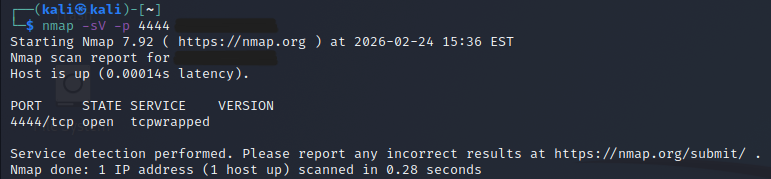 ┌──(kali㉿kali)-[~]
└─$ nmap -sV -p 4444
Starting Nmap 7.92 ( https://nmap.org ) at 2026-02-24 15:36 EST
Nmap scan report for
Host is up (0.00014s latency).
PORT     STATE SERVICE    VERSION
4444/tcp open  tcpwrapped
Service detection performed. Please report any incorrect results at https://nmap.org/submit/ .
Nmap done: 1 IP address (1 host up) scanned in 0.28 seconds